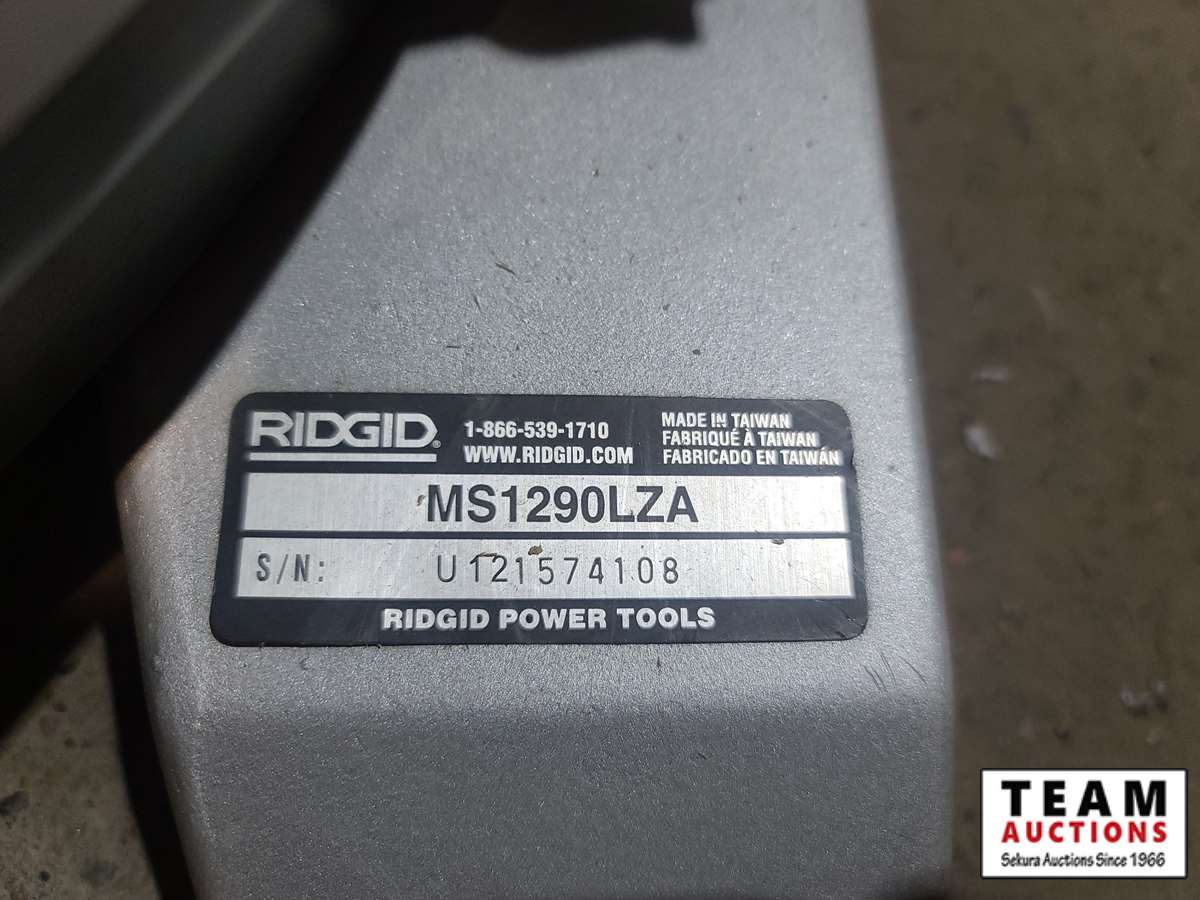 RIDGID®
1-866-539-1710
WWW.RIDGID.COM
MADE IN TAIWAN
FABRIQUÉ À TAIWAN
FABRICADO EN TAIWÁN
MS1290LZA
S/N: U121574108
RIDGID POWER TOOLS
TEAM
AUCTIONS
Sekura Auctions Since 1966